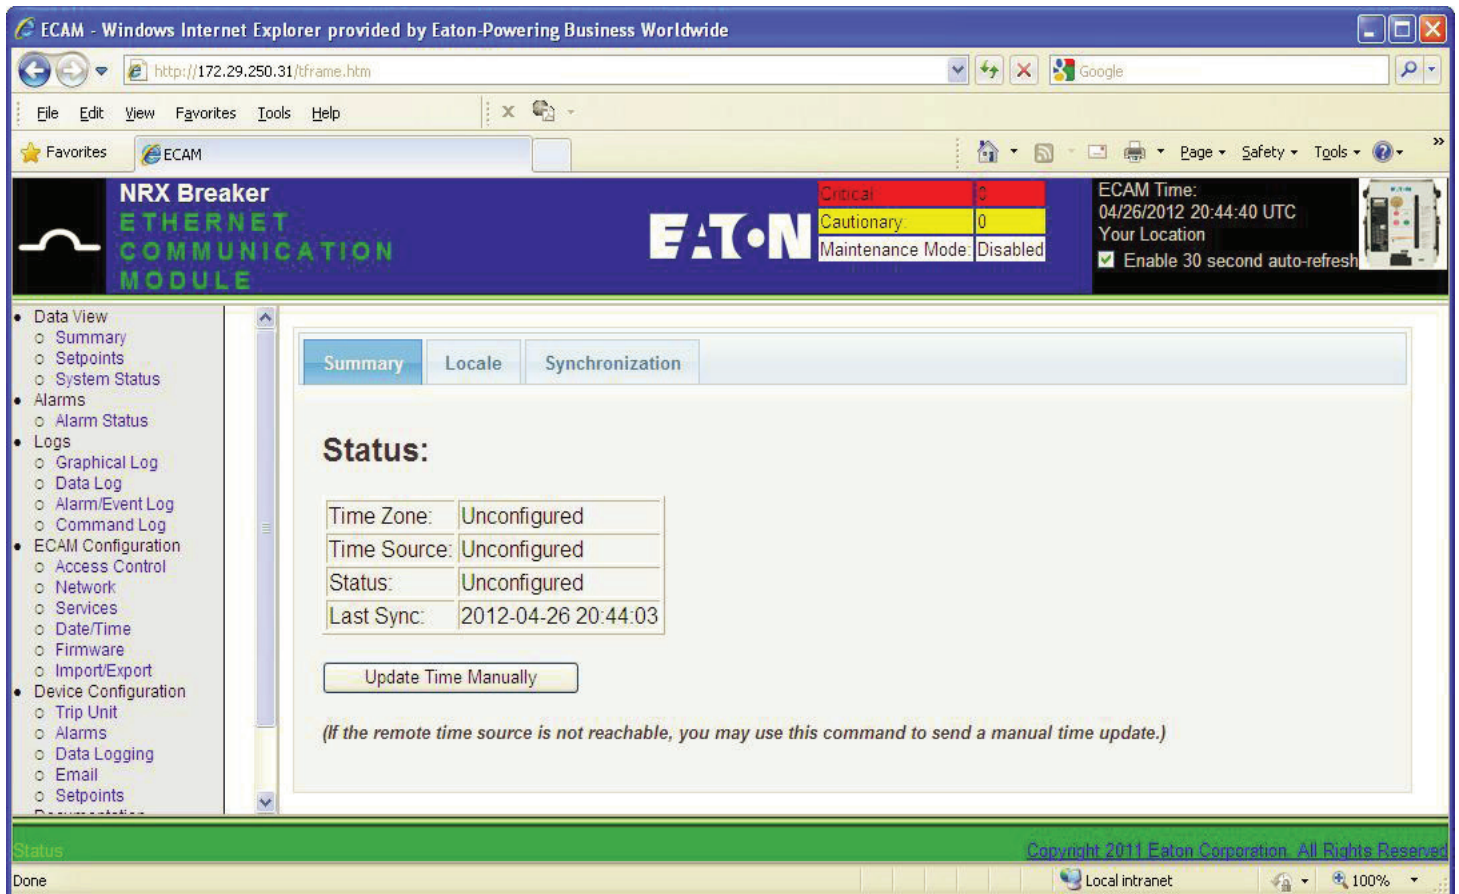 ECAM - Windows Internet Explorer provided by Eaton-Powering Business Worldwide
http://172.29.250.31/tframe.htm
Google
File Edit View Favorites Tools Help
Favorites ECAM
Page Safety Tools
NRX Breaker
ETHERNET
COMMUNICATION
MODULE
EATON
Critical:
Cautionary: 0
Maintenance Mode: Disabled
ECAM Time:
04/26/2012 20:44:40 UTC
Your Location
Enable 30 second auto-refresh
Data View
Summary
Setpoints
System Status
Alarms
Alarm Status
Logs
Graphical Log
Data Log
Alarm/Event Log
Command Log
ECAM Configuration
Access Control
Network
Services
Date/Time
Firmware
Import/Export
Device Configuration
Trip Unit
Alarms
Data Logging
Email
Setpoints
Summary Locale Synchronization
Status:
Time Zone: Unconfigured
Time Source: Unconfigured
Status: Unconfigured
Last Sync: 2012-04-26 20:44:03
Update Time Manually
(If the remote time source is not reachable, you may use this command to send a manual time update.)
Status
Copyright 2011 Eaton Corporation. All Rights Reserved
Done
Local intranet
100%